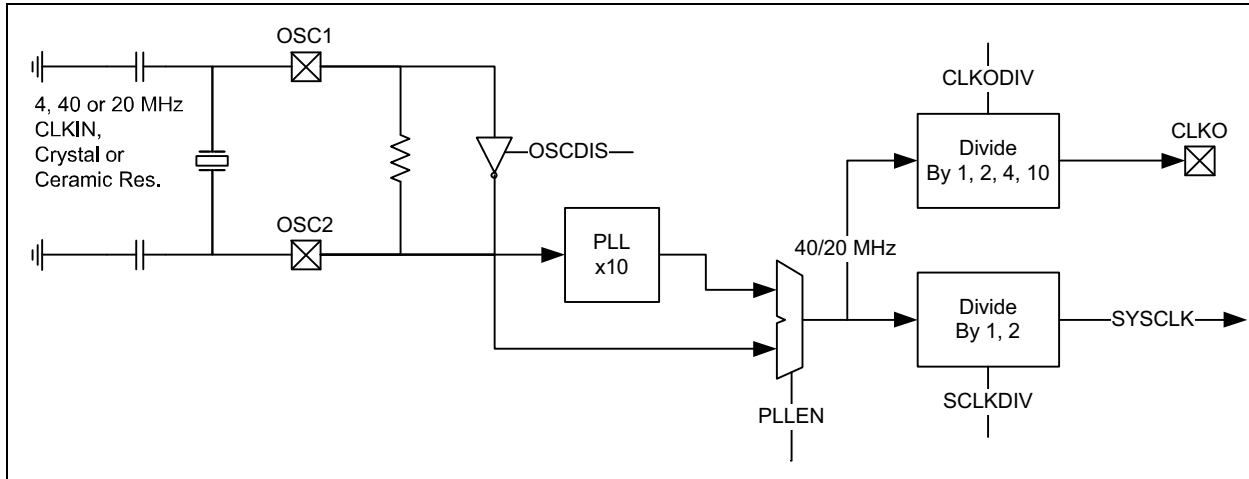 OSC1
4, 40 or 20 MHz
CLKIN,
Crystal or
Ceramic Res.
OSCDIS
OSC2
PLL
x10
PLLEN
40/20 MHz
CLKODIV
Divide
By 1, 2, 4, 10
CLKO
Divide
By 1, 2
SYSCLK
SCLKDIV